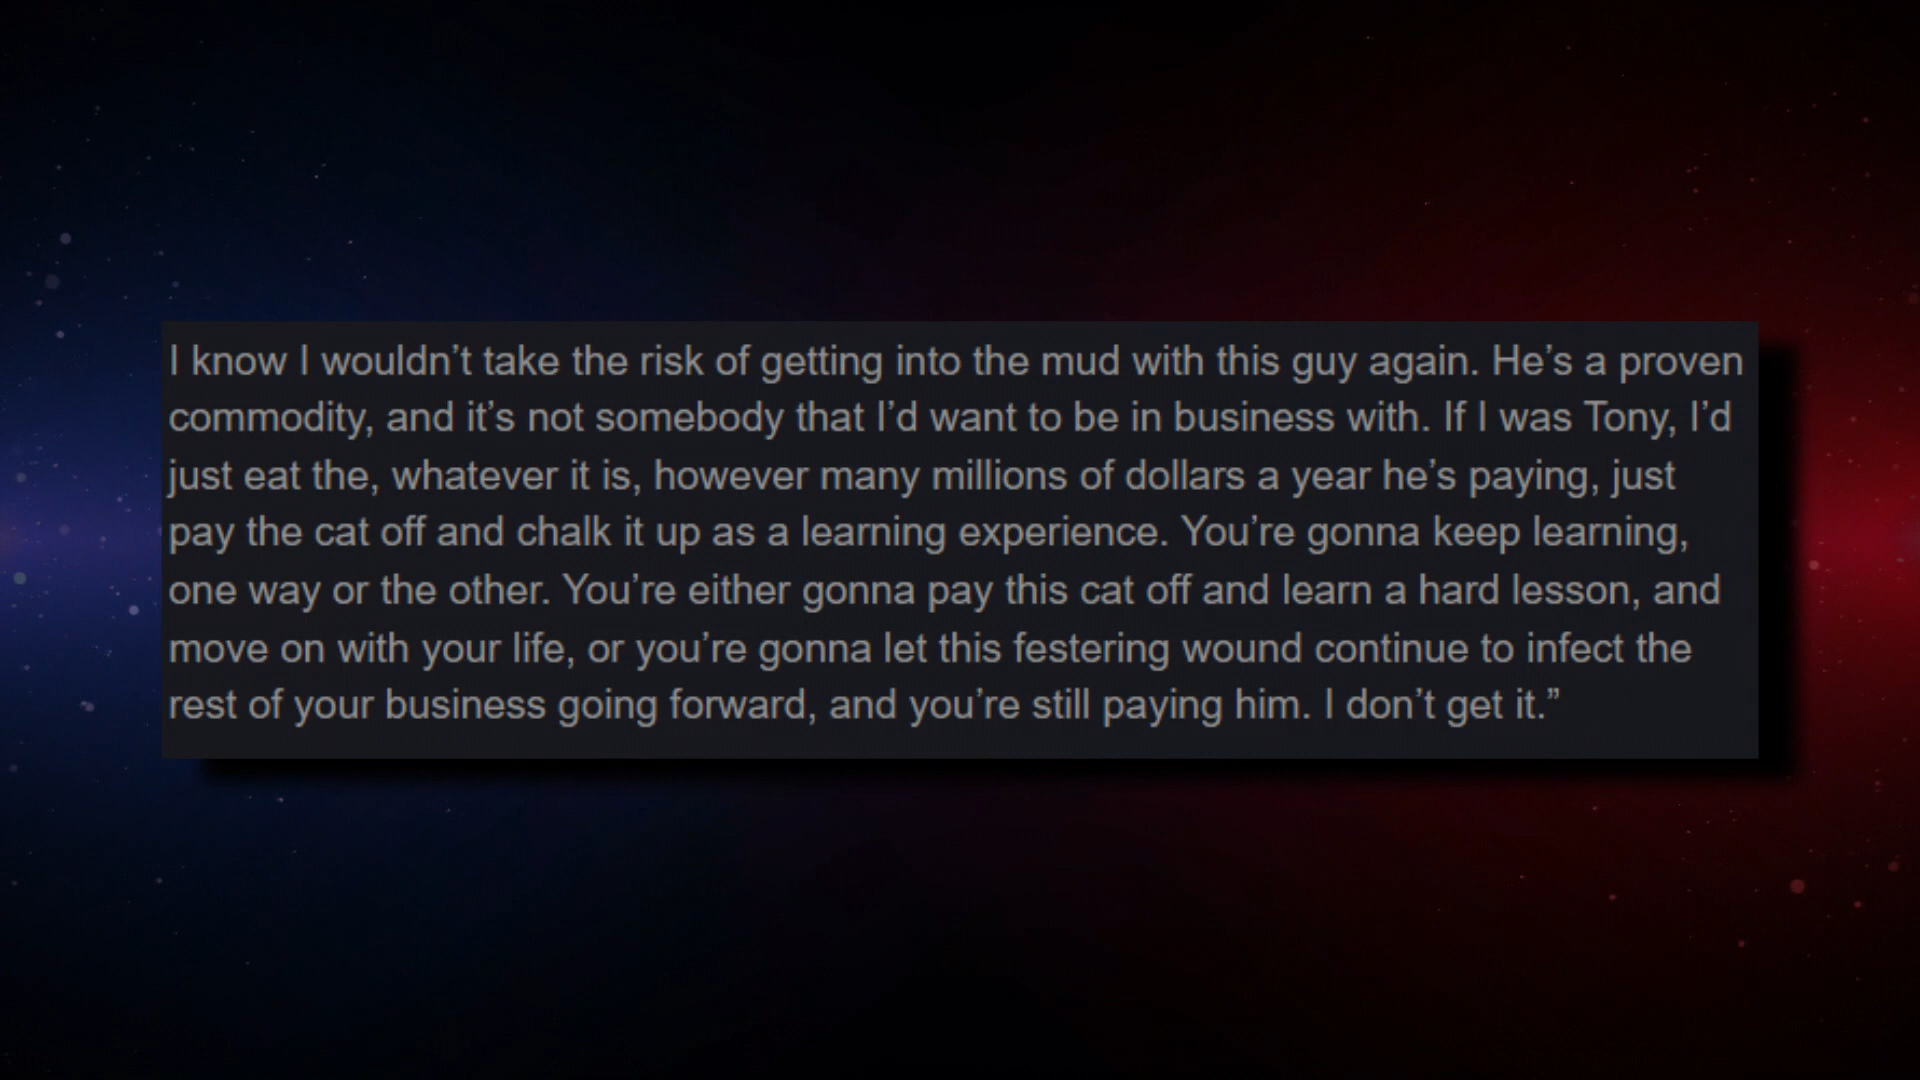 I know I wouldn’t take the risk of getting into the mud with this guy again. He’s a proven
commodity, and it’s not somebody that I’d want to be in business with. If I was Tony, I’d
just eat the, whatever it is, however many millions of dollars a year he’s paying, just
pay the cat off and chalk it up as a learning experience. You’re gonna keep learning,
one way or the other. You’re either gonna pay this cat off and learn a hard lesson, and
move on with your life, or you’re gonna let this festering wound continue to infect the
rest of your business going forward, and you’re still paying him. I don’t get it.”